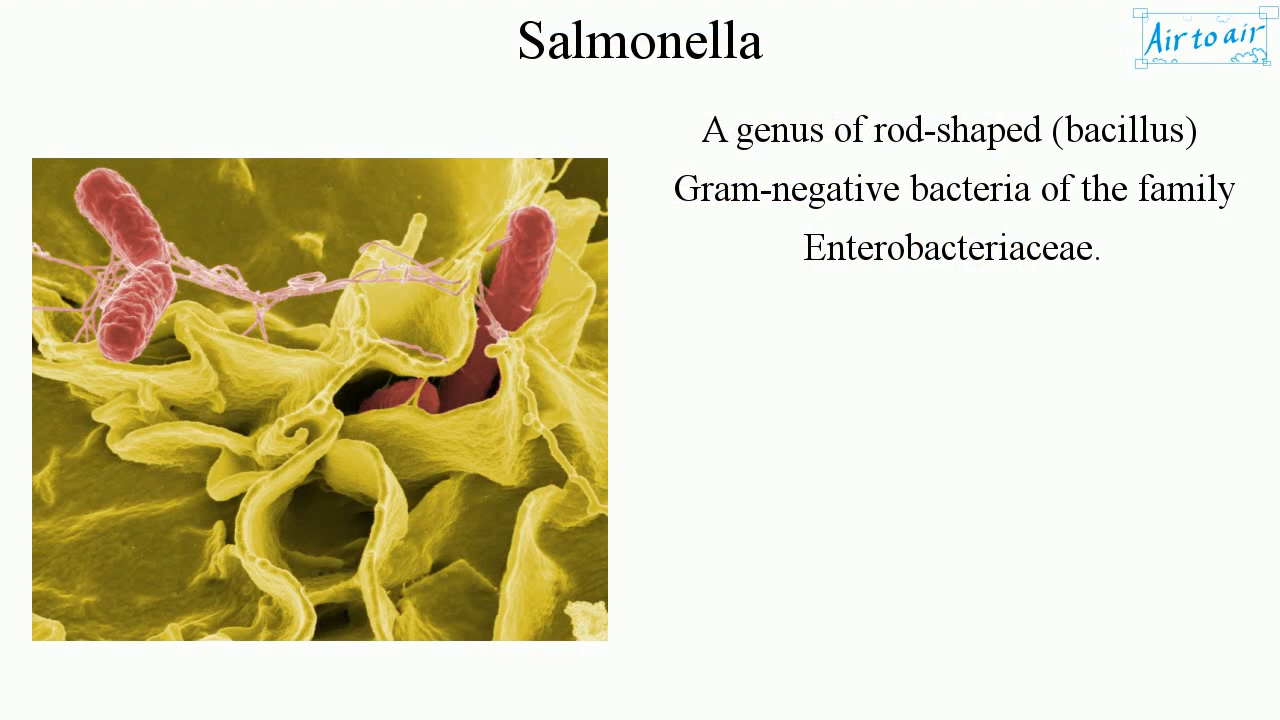 Salmonella
Air to air
A genus of rod-shaped (bacillus)
Gram-negative bacteria of the family
Enterobacteriaceae.